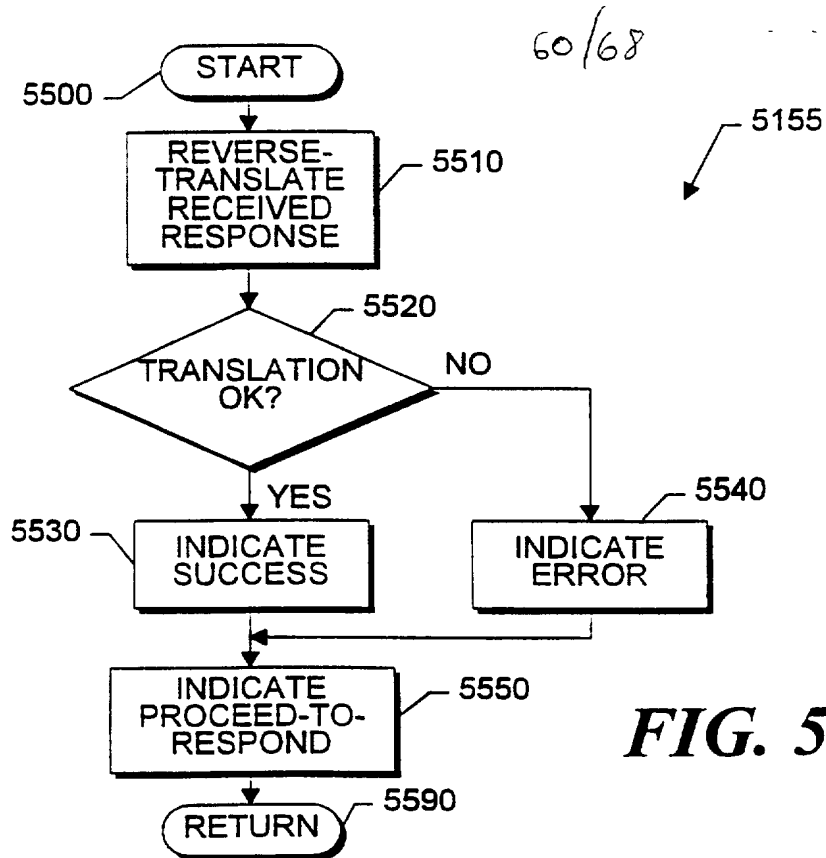 60/68
START
5500
5155
REVERSE-
TRANSLATE
RECEIVED
RESPONSE
5510
5520
TRANSLATION
OK?
NO
YES
5530
INDICATE
SUCCESS
5540
INDICATE
ERROR
INDICATE
PROCEED-TO-
RESPOND
5550
FIG. 5
RETURN
5590